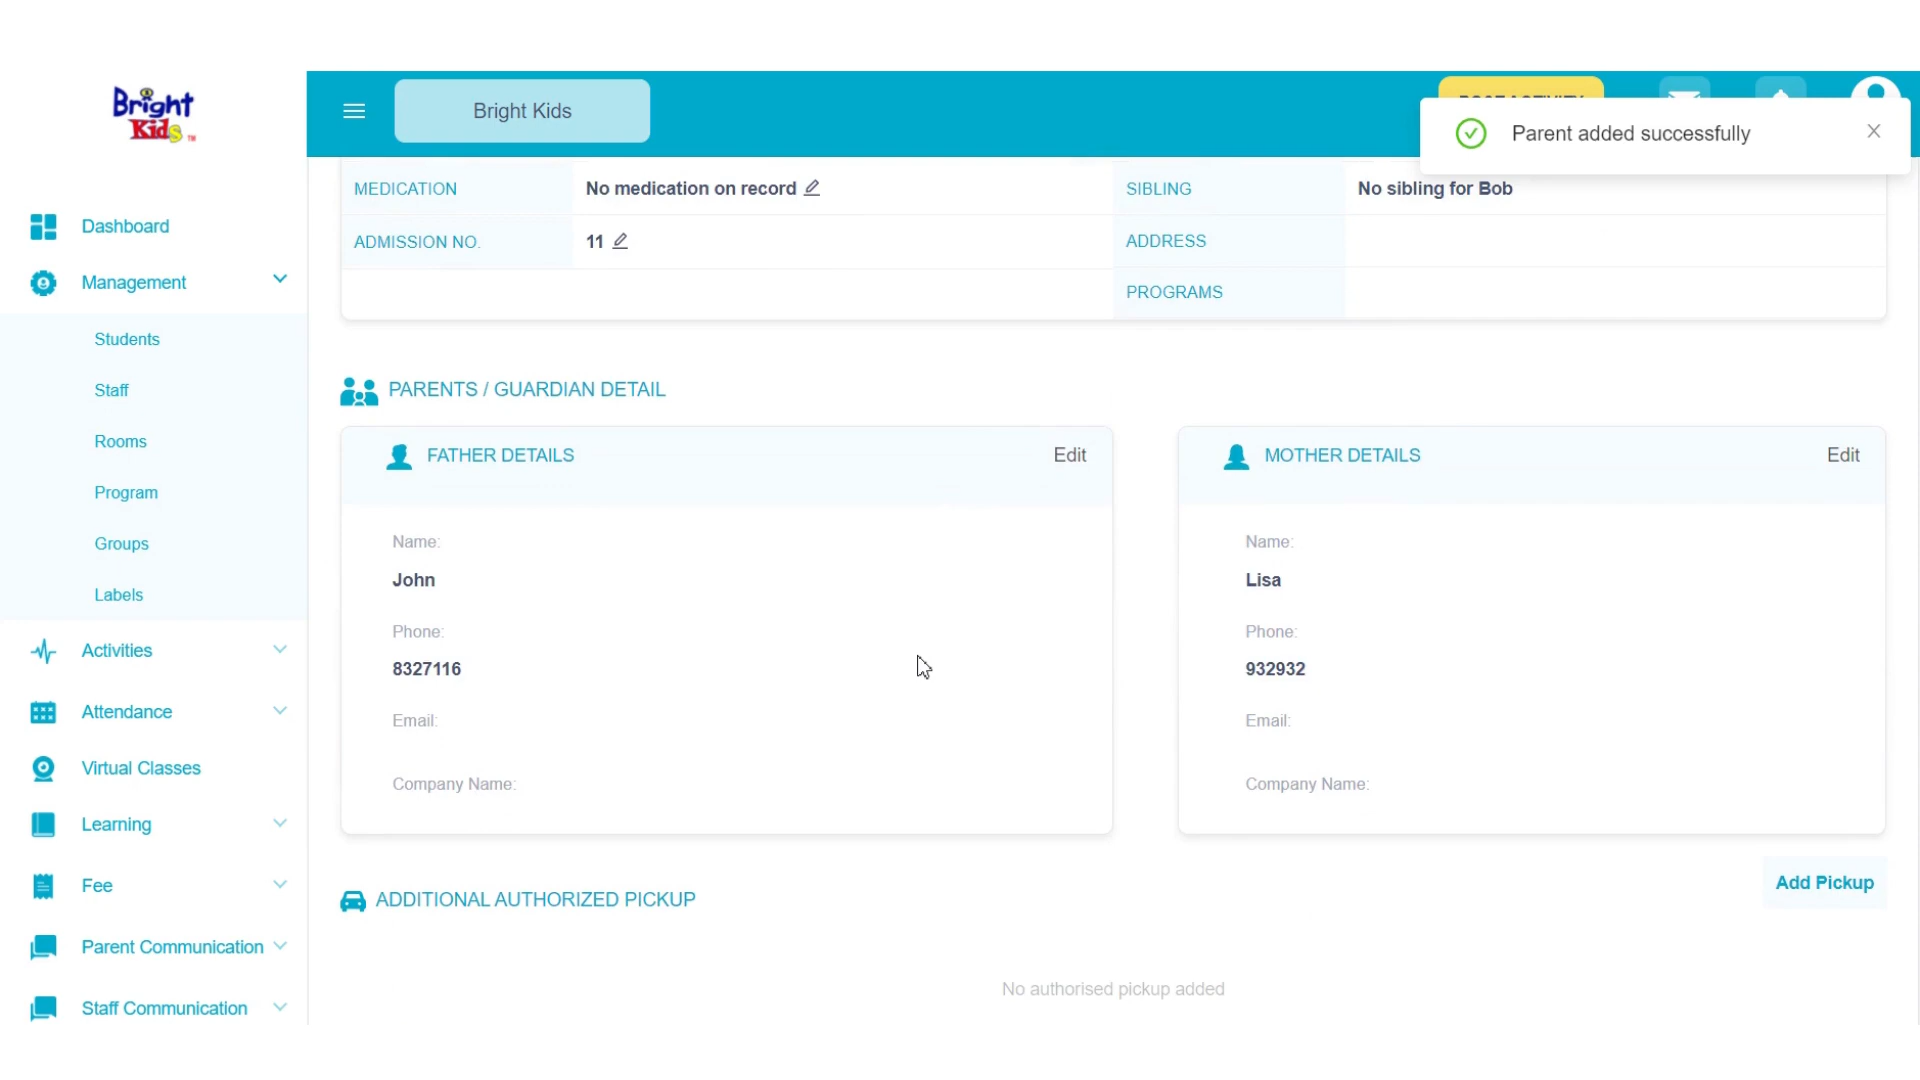 Bright
Kids
TM
Bright Kids
POST ACTIVITY
Parent added successfully
Dashboard
Management
Students
Staff
Rooms
Program
Groups
Labels
Activities
Attendance
Virtual Classes
Learning
Fee
Parent Communication
Staff Communication
MEDICATION
No medication on record
SIBLING
No sibling for Bob
ADMISSION NO.
11
ADDRESS
PROGRAMS
PARENTS / GUARDIAN DETAIL
FATHER DETAILS
Edit
Name:
John
Phone:
8327116
Email:
Company Name:
MOTHER DETAILS
Edit
Name:
Lisa
Phone:
932932
Email:
Company Name:
ADDITIONAL AUTHORIZED PICKUP
Add Pickup
No authorised pickup added